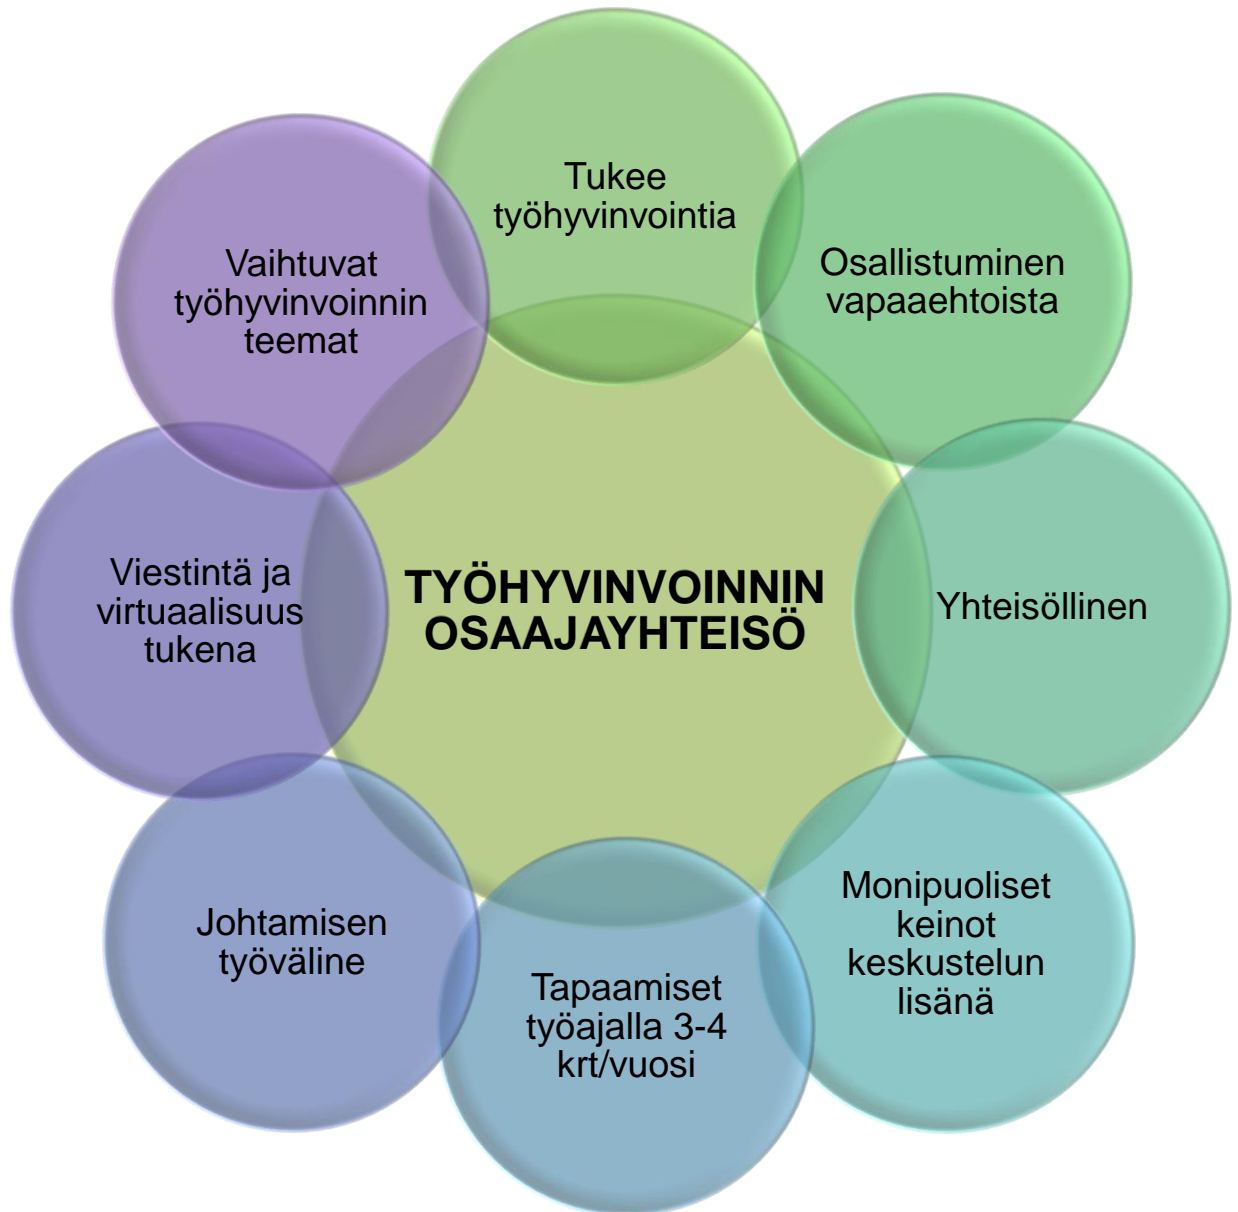 Tukee
työhyvinvointia
Osallistuminen
vapaaehtoista
Yhteisöllinen
Monipuoliset
keinot
keskustelun
lisänä
Tapaamiset
työajalla 3-4
krt/vuosi
Johtamisen
työväline
Viestintä ja
virtuaalisuus
tukena
Vaihtuvat
työhyvinvoinnin
teemat
TYÖHYVINVOINNIN
OSAAJAYHTEISÖ